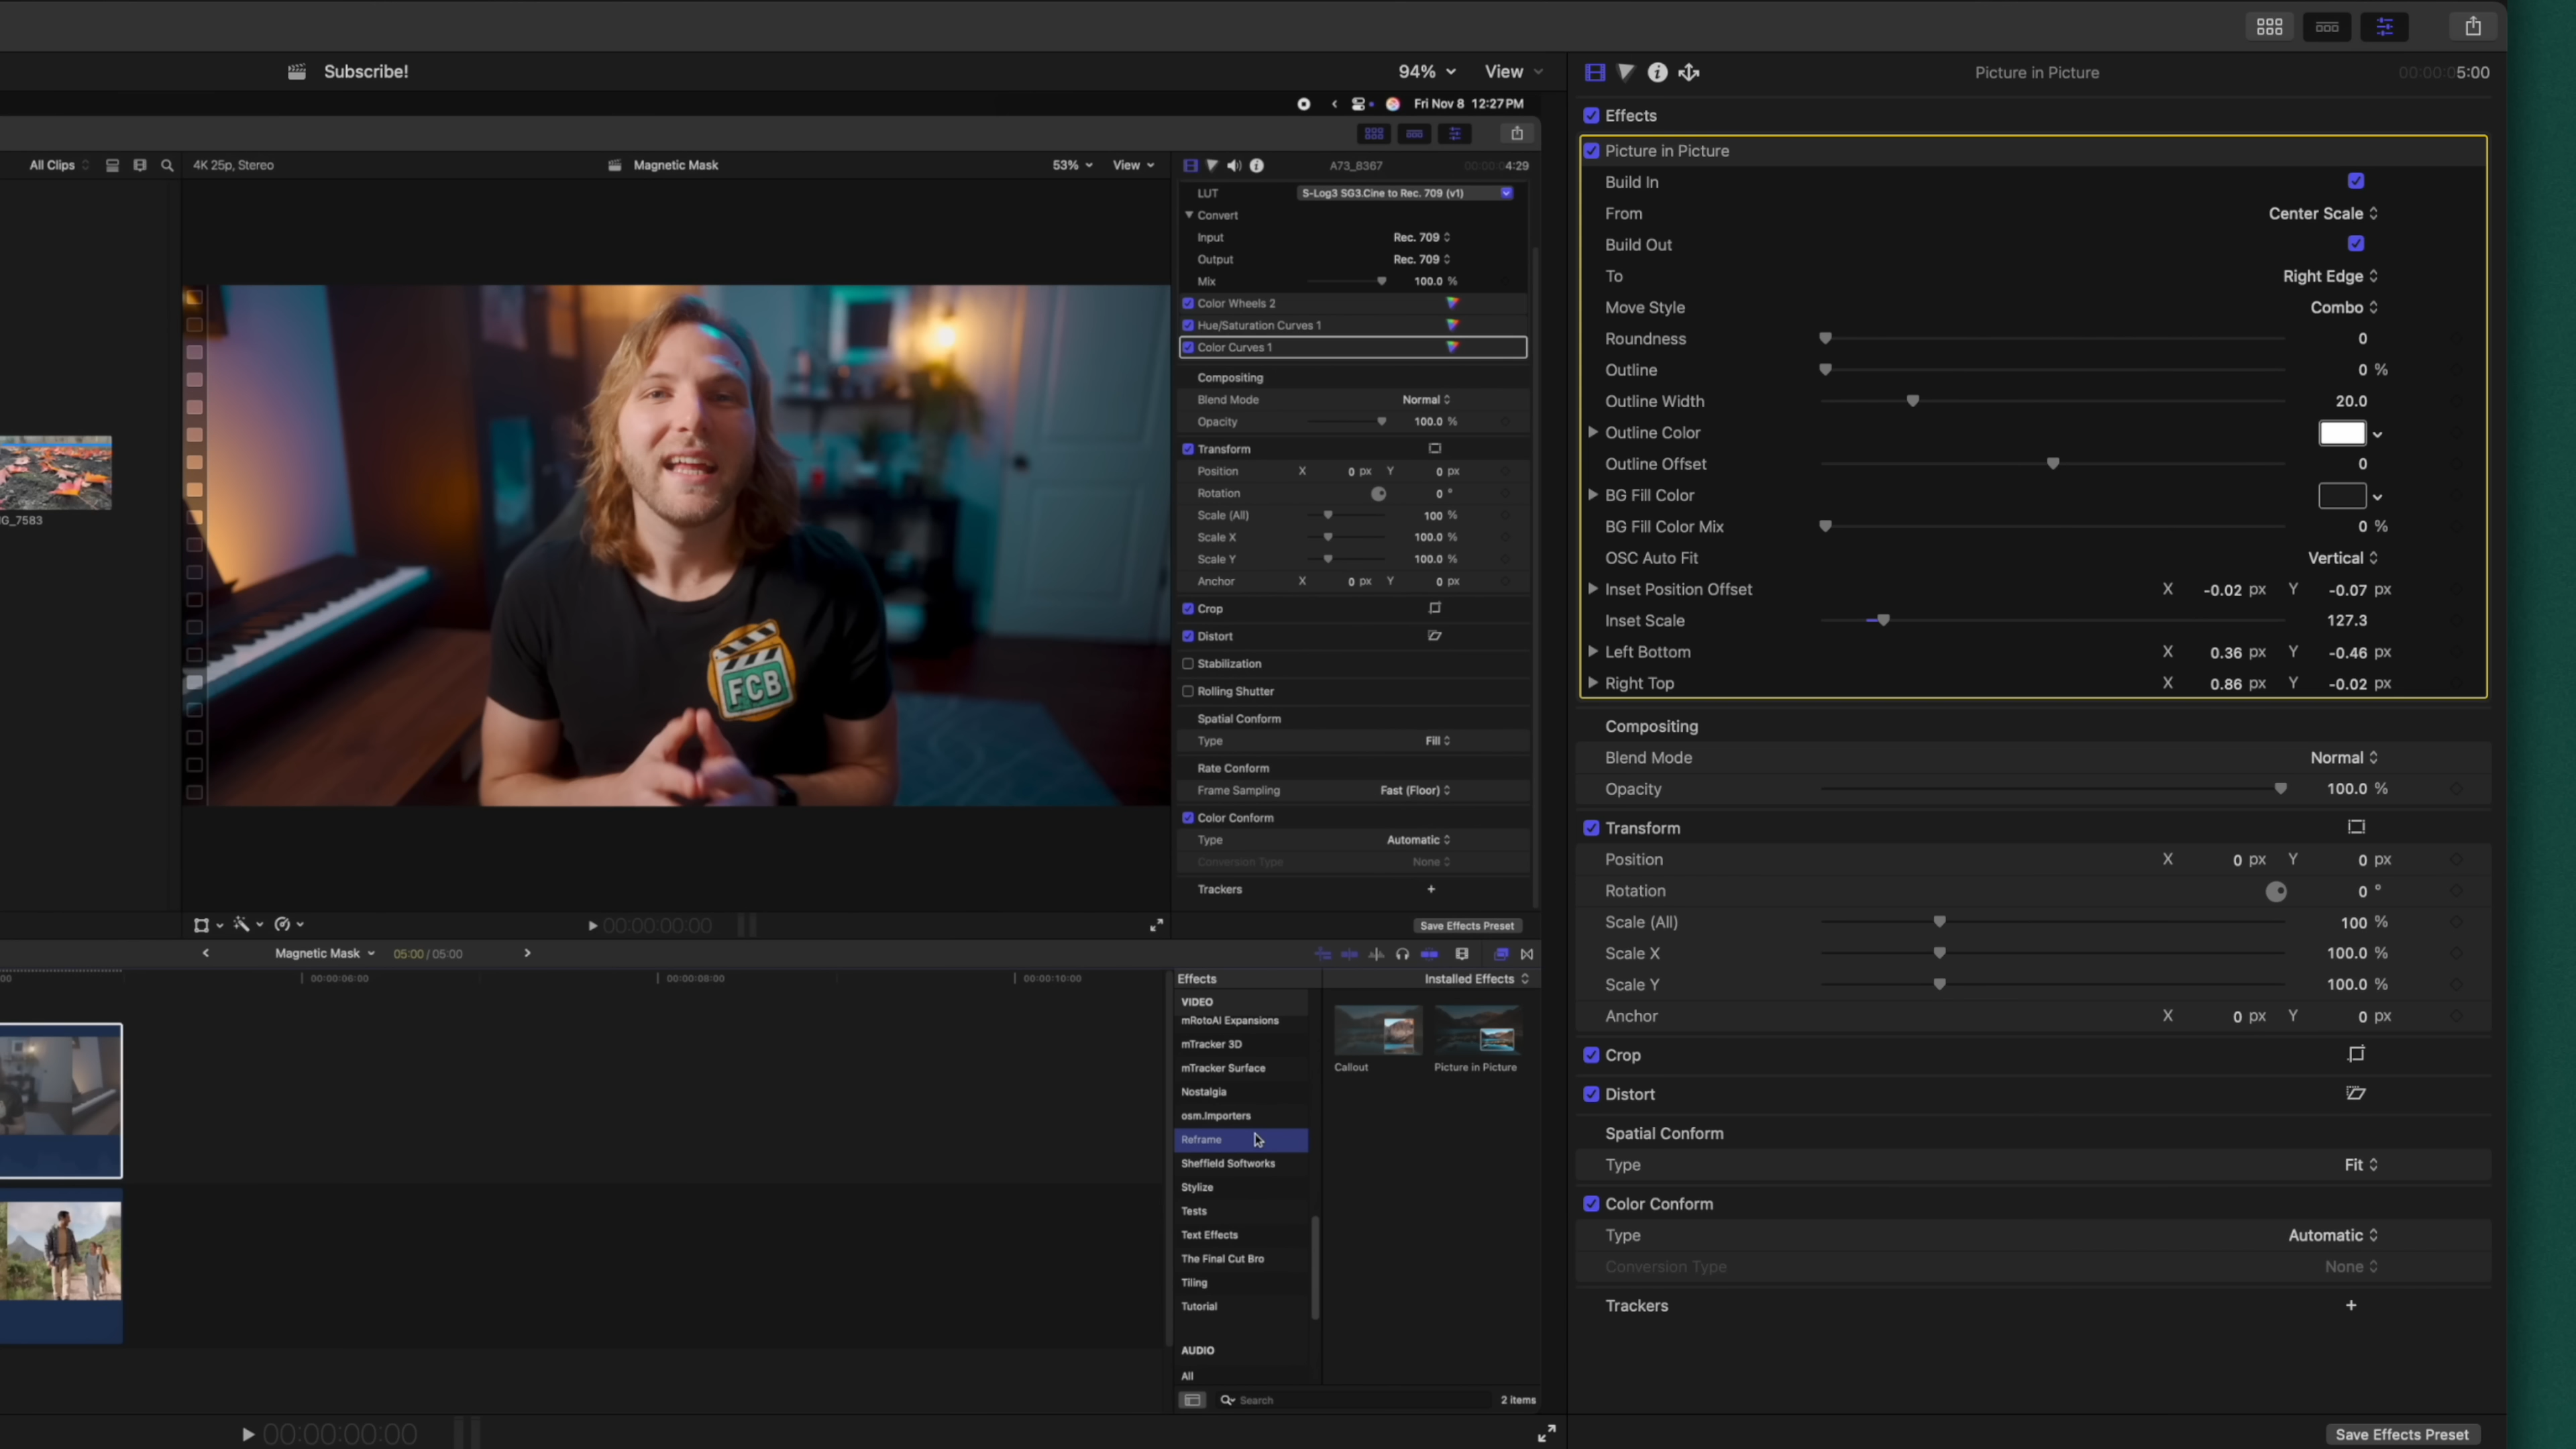 Subscribe!
94%
View
Fri Nov 8 12:27PM
All Clips
4K 25p, Stereo
Magnetic Mask
53%
View
A73_8367
00:00:04:29
LUT
S-Log3 SG3.Cine to Rec. 709 (v1)
Convert
Input
Rec. 709
Output
Rec. 709
Mix
100.0 %
Color Wheels 2
Hue/Saturation Curves 1
Color Curves 1
Compositing
Blend Mode
Normal
Opacity
100.0 %
Transform
Position
X 0 px Y 0 px
Rotation
0 °
Scale (All)
100 %
Scale X
100.0 %
Scale Y
100.0 %
Anchor
X 0 px Y 0 px
Crop
Distort
Stabilization
Rolling Shutter
Spatial Conform
Type
Fill
Rate Conform
Frame Sampling
Fast (Floor)
Color Conform
Type
Automatic
Conversion Type
None
Trackers
+
Save Effects Preset
FCB
G_7583
00:00:00:00
Magnetic Mask
05:00 / 05:00
00
00:00:06:00
00:00:08:00
00:00:10:00
Effects
Installed Effects
VIDEO
mRotoAI Expansions
mTracker 3D
mTracker Surface
Nostalgia
osm.Importers
Reframe
Sheffield Softworks
Stylize
Tests
Text Effects
The Final Cut Bro
Tiling
Tutorial
AUDIO
All
Callout
Picture in Picture
Search
2 items
00:00:00:00
Picture in Picture
00:00:05:00
Effects
Picture in Picture
Build In
From
Center Scale
Build Out
To
Right Edge
Move Style
Combo
Roundness
0
Outline
0 %
Outline Width
20.0
Outline Color
Outline Offset
0
BG Fill Color
BG Fill Color Mix
0 %
OSC Auto Fit
Vertical
Inset Position Offset
X -0.02 px Y -0.07 px
Inset Scale
127.3
Left Bottom
X 0.36 px Y -0.46 px
Right Top
X 0.86 px Y -0.02 px
Compositing
Blend Mode
Normal
Opacity
100.0 %
Transform
Position
X 0 px Y 0 px
Rotation
0 °
Scale (All)
100 %
Scale X
100.0 %
Scale Y
100.0 %
Anchor
X 0 px Y 0 px
Crop
Distort
Spatial Conform
Type
Fit
Color Conform
Type
Automatic
Conversion Type
None
Trackers
+
Save Effects Preset